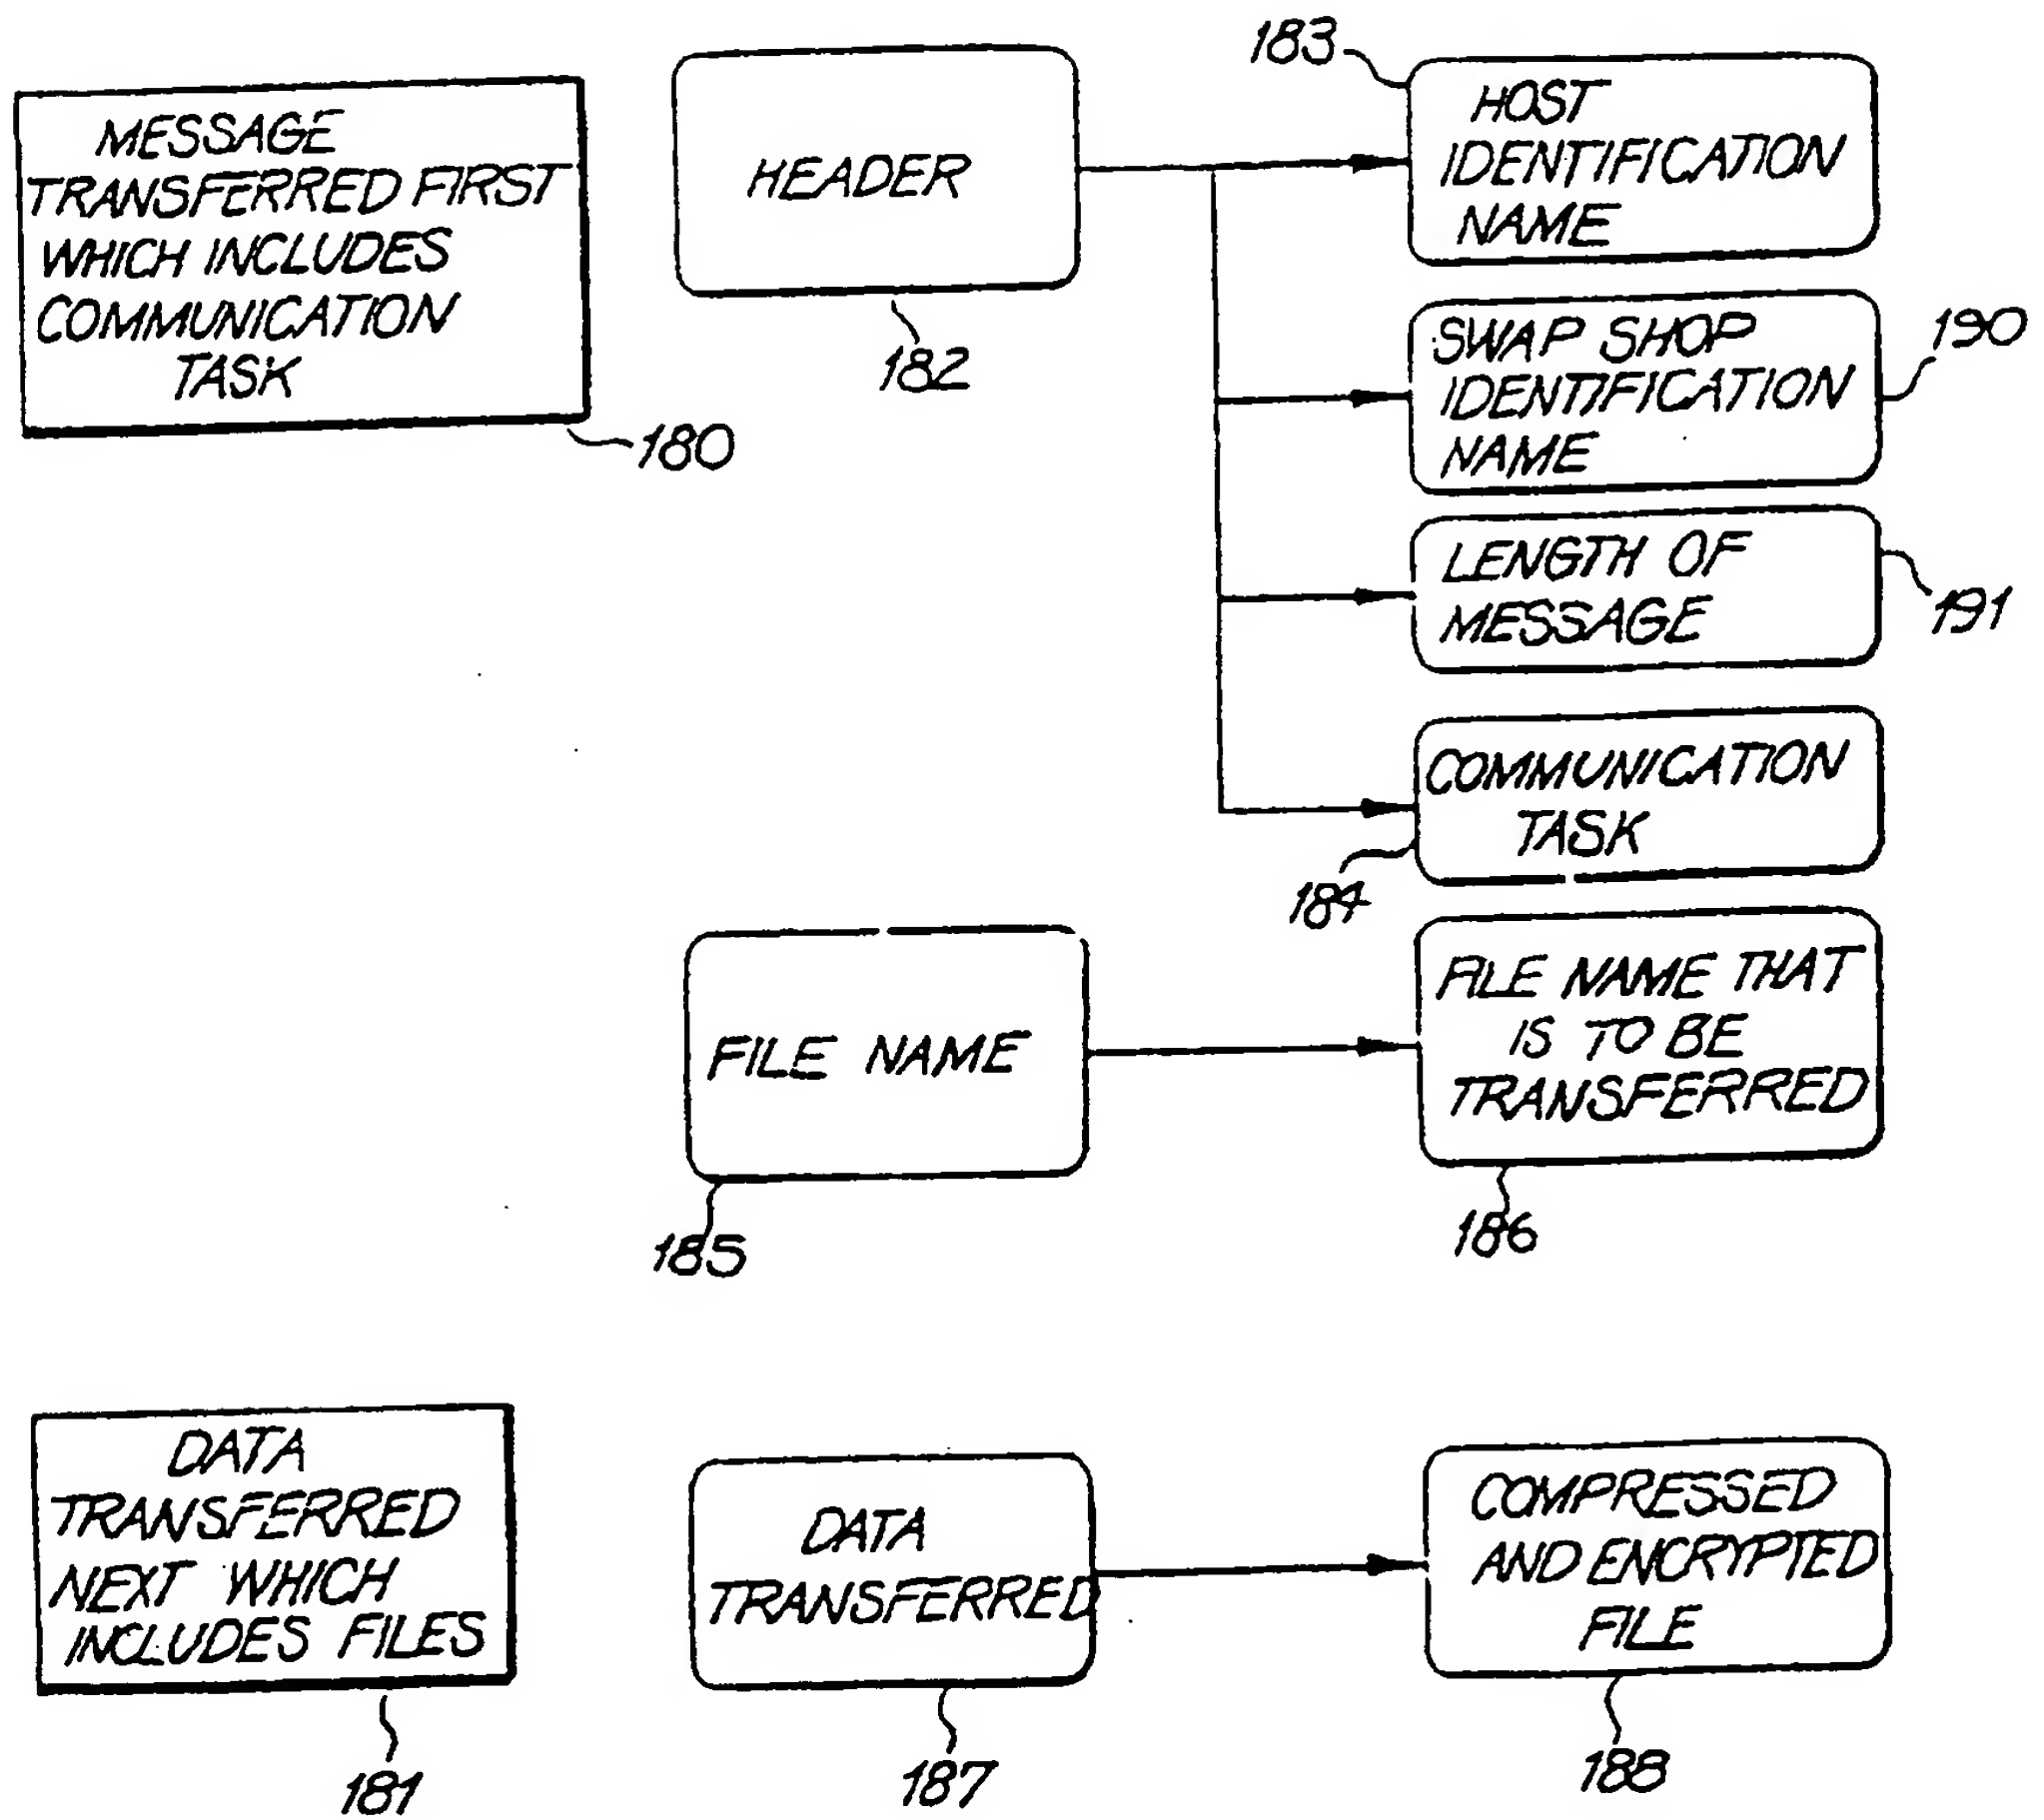 MESSAGE
TRANSFERRED FIRST
WHICH INCLUDES
COMMUNICATION
TASK
180
HEADER
182
183
HOST
IDENTIFICATION
NAME
SWAP SHOP
IDENTIFICATION
NAME
190
LENGTH OF
MESSAGE
191
COMMUNICATION
TASK
184
FILE NAME
185
FILE NAME THAT
IS TO BE
TRANSFERRED
186
DATA
TRANSFERRED
NEXT WHICH
INCLUDES FILES
181
DATA
TRANSFERRED
187
COMPRESSED
AND ENCRYPTED
FILE
188